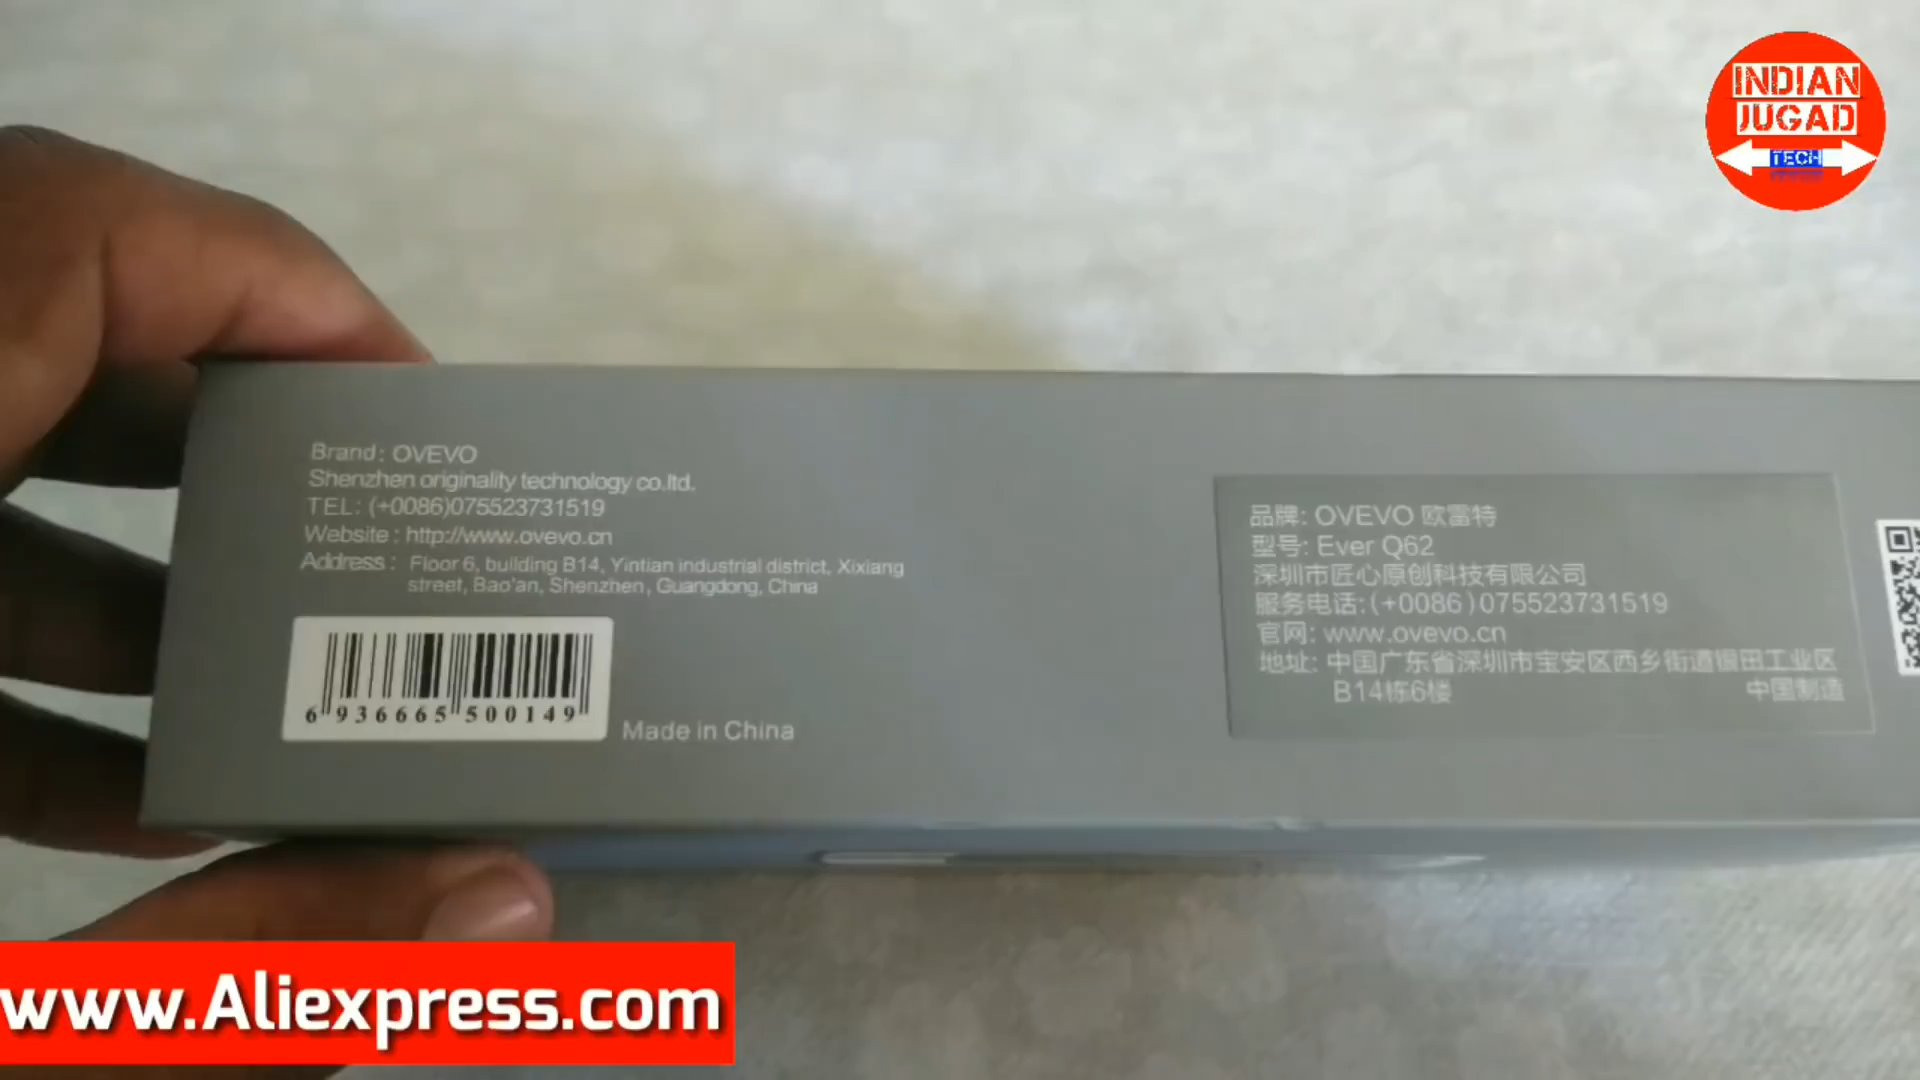 INDIAN
JUGAD
TECH
Brand: OVEVO
Shenzhen originality technology co.ltd.
TEL: (+0086)075523731519
Website: http://www.ovevo.cn
Address: Floor 6, building B14, Yintian industrial district, Xixiang
street, Bao'an, Shenzhen, Guangdong, China
6 936665 500149
Made in China
品牌: OVEVO 欧雷特
型号: Ever Q62
深圳市匠心原创科技有限公司
服务电话:(+0086)075523731519
官网: www.ovevo.cn
地址: 中国广东省深圳市宝安区西乡街道银田工业区
B14栋6楼
中国制造
www.Aliexpress.com